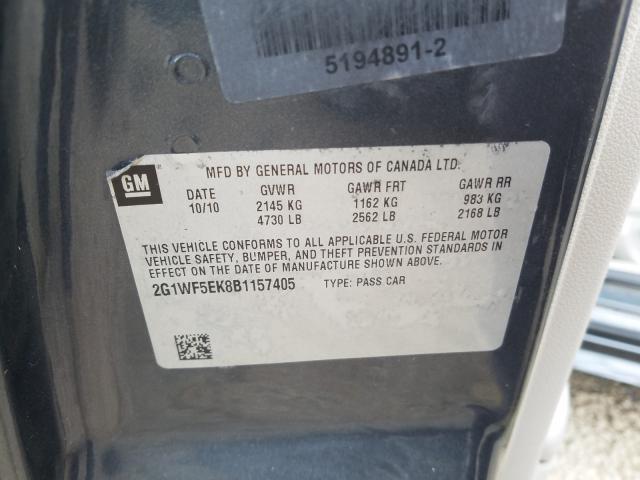 5194891-2
GM
MFD BY GENERAL MOTORS OF CANADA LTD.
DATE GVWR GAWR FRT GAWR RR
10/10 2145 KG 1162 KG 983 KG
4730 LB 2562 LB 2168 LB
THIS VEHICLE CONFORMS TO ALL APPLICABLE U.S. FEDERAL MOTOR
VEHICLE SAFETY, BUMPER, AND THEFT PREVENTION STANDARDS IN
EFFECT ON THE DATE OF MANUFACTURE SHOWN ABOVE.
2G1WF5EK8B1157405 TYPE: PASS CAR